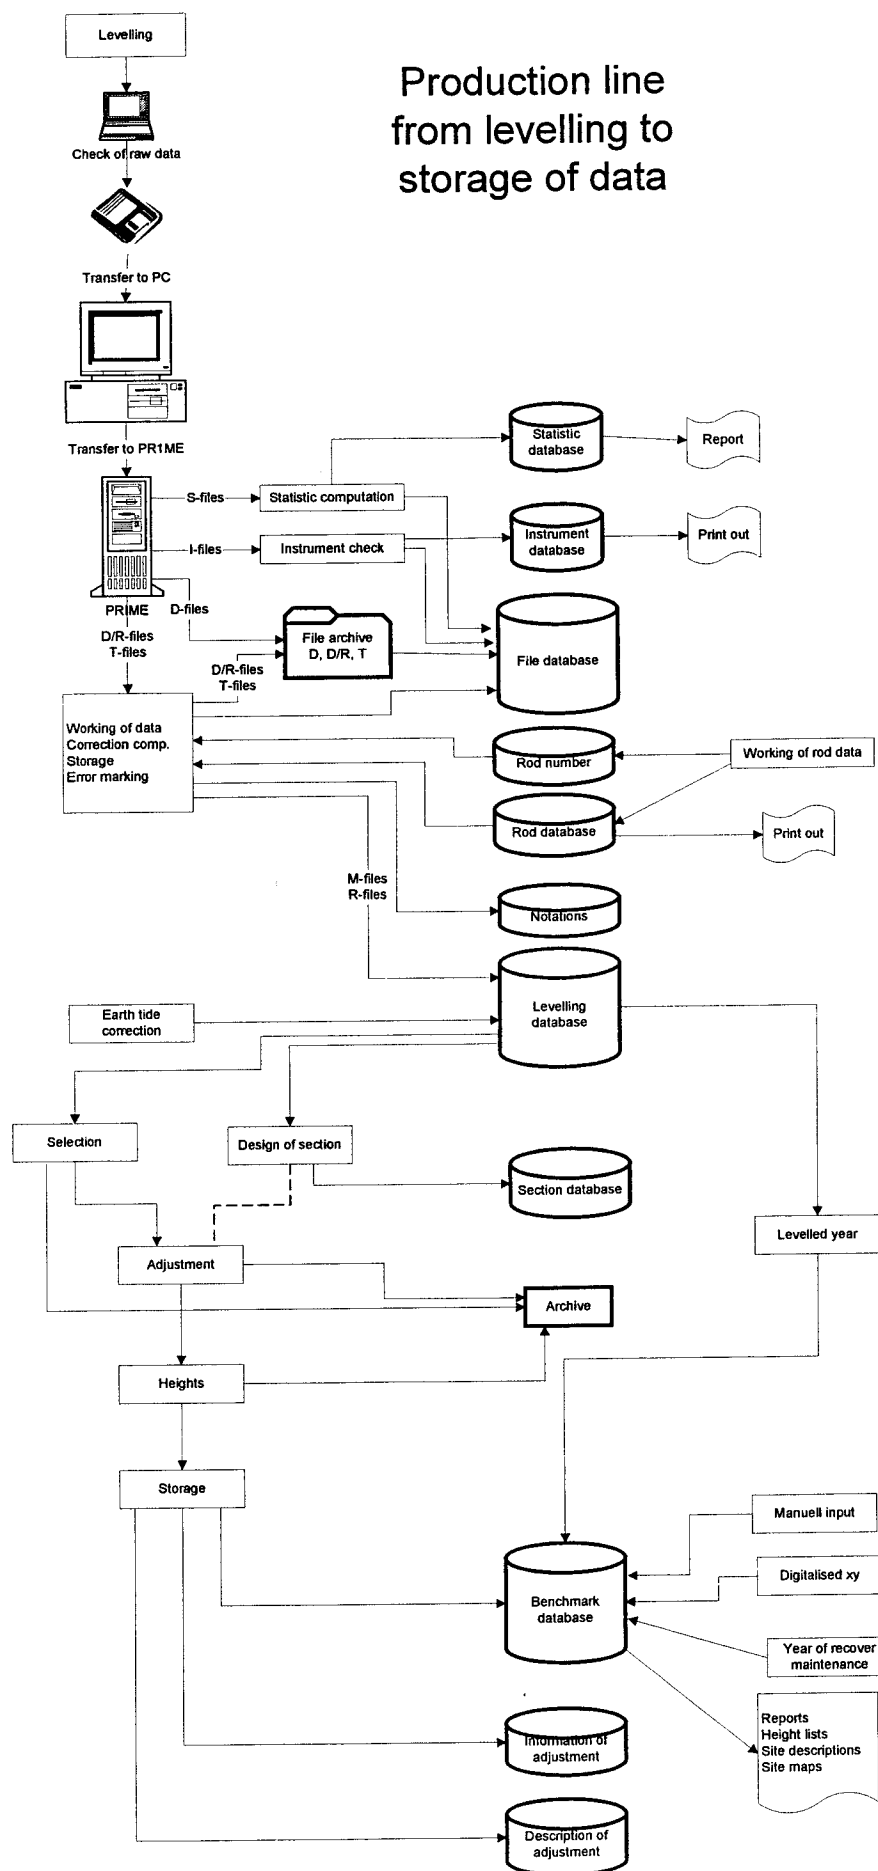 Levelling
Production line
from levelling to
storage of data
Check of raw data
Transfer to PC
Transfer to PR1ME
Statistic
database
Report
S-files
Statistic computation
I-files
Instrument check
Instrument
database
Print out
PRIME
D-files
D/R-files
T-files
File archive
D, D/R, T
File database
D/R-files
T-files
Working of data
Correction comp.
Storage
Error marking
Rod number
Working of rod data
Rod database
Print out
M-files
R-files
Notations
Levelling
database
Earth tide
correction
Selection
Design of section
Section database
Levelled year
Adjustment
Archive
Heights
Storage
Manuell input
Benchmark
database
Digitalised xy
Year of recover
maintenance
Reports
Height lists
Site descriptions
Site maps
Information of
adjustment
Description of
adjustment